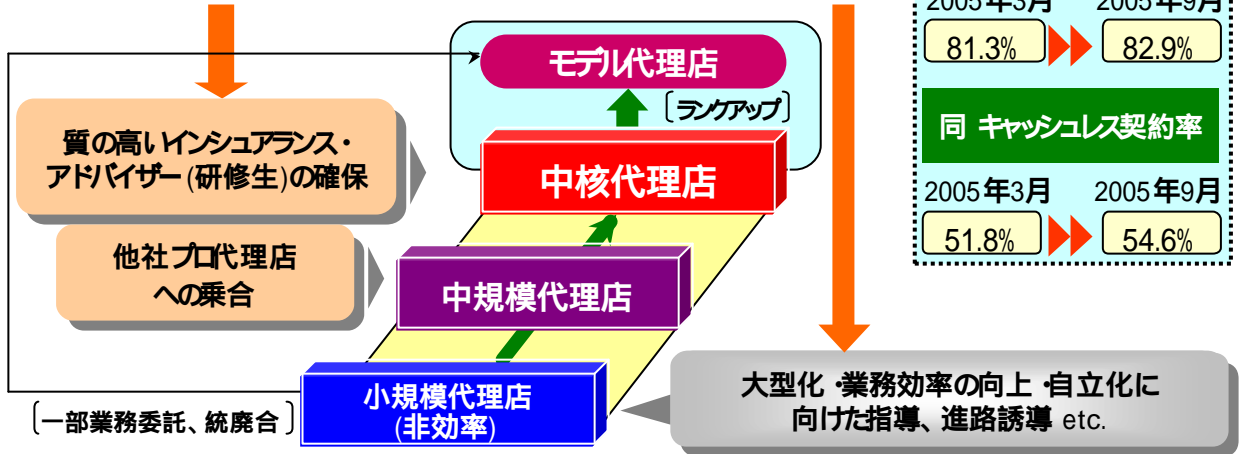 2005年3月 2005年9月
81.3% 82.9%
同 キャッシュレス契約率
2005年3月 2005年9月
51.8% 54.6%
モデル代理店
〔ランクアップ〕
中核代理店
質の高いインシュアランス・
アドバイザー(研修生)の確保
他社プロ代理店
への乗合
中規模代理店
小規模代理店
(非効率)
〔一部業務委託、統廃合〕
大型化・業務効率の向上・自立化に
向けた指導、進路誘導 etc.